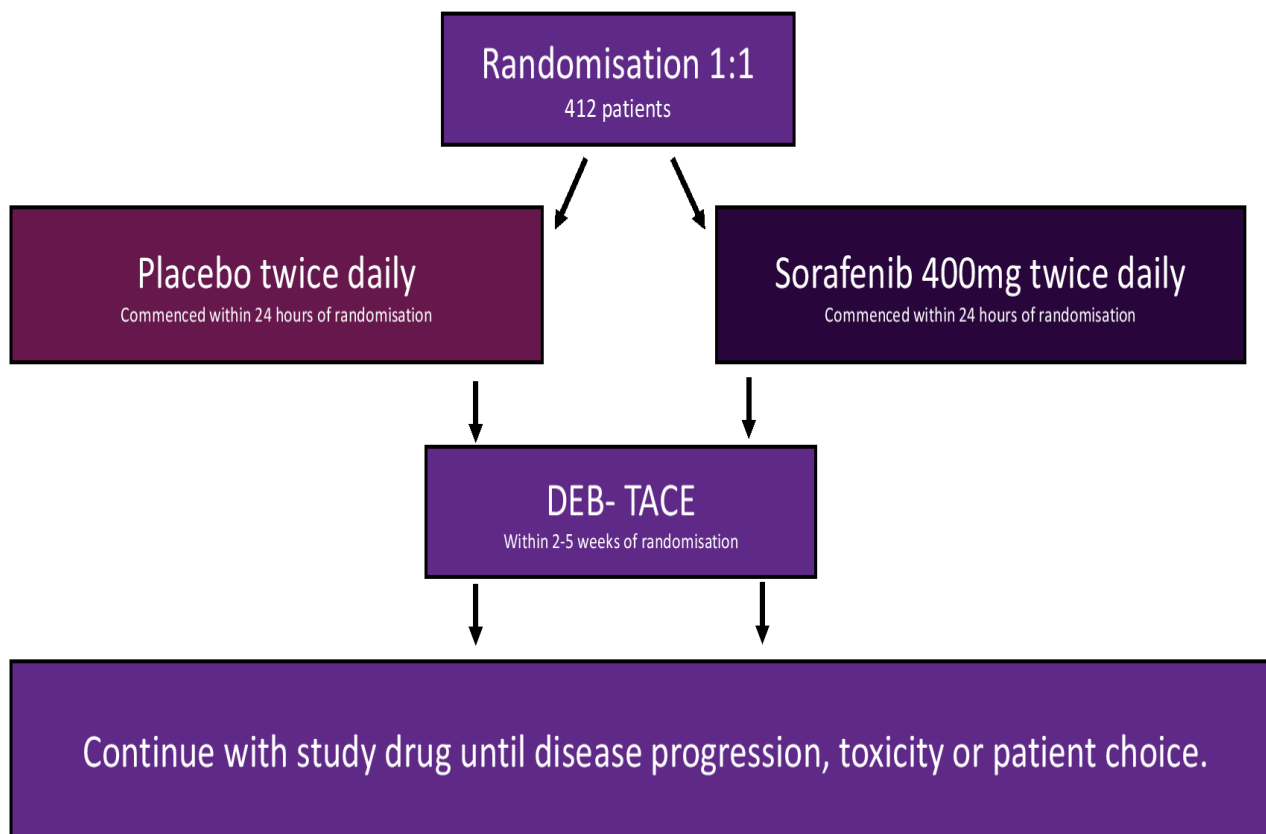 Randomisation 1:1
412 patients
Placebo twice daily
Commenced within 24 hours of randomisation
Sorafenib 400mg twice daily
Commenced within 24 hours of randomisation
DEB- TACE
Within 2-5 weeks of randomisation
Continue with study drug until disease progression, toxicity or patient choice.